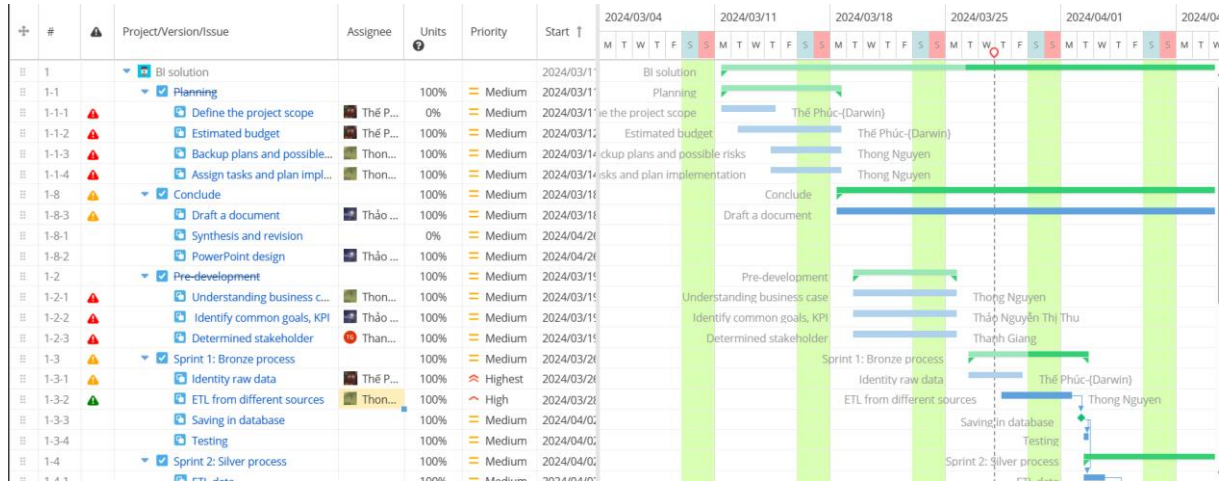 2024/03/04 2024/03/11 2024/03/18 2024/03/25 2024/04/01 2024/04
# Project/Version/Issue Assignee Units Priority Start ↑
M T W T F S S M T W T F S S M T W T F S S M T W T F S S M T W T F S S M T W
1 BI solution 2024/03/1 BI solution
1-1 Planning 100% Medium 2024/03/1 Planning
1-1-1 Define the project scope Thế P... 0% Medium 2024/03/1 e the project scope Thế Phúc-(Darwin)
1-1-2 Estimated budget Thế P... 100% Medium 2024/03/12 Estimated budget Thế Phúc-(Darwin)
1-1-3 Backup plans and possible... Thon... 100% Medium 2024/03/14 ckup plans and possible risks Thong Nguyen
1-1-4 Assign tasks and plan impl... Thon... 100% Medium 2024/03/14 sks and plan implementation Thong Nguyen
1-8 Conclude 100% Medium 2024/03/18 Conclude
1-8-3 Draft a document Thảo ... 100% Medium 2024/03/18 Draft a document
1-8-1 Synthesis and revision 0% Medium 2024/04/26
1-8-2 PowerPoint design Thảo ... 100% Medium 2024/04/26
1-2 Pre-development 100% Medium 2024/03/19 Pre-development
1-2-1 Understanding business c... Thon... 100% Medium 2024/03/19 Understanding business case Thong Nguyen
1-2-2 Identify common goals, KPI Thảo ... 100% Medium 2024/03/19 Identify common goals, KPI Thảo Nguyễn Thị Thu
1-2-3 Determined stakeholder TG Than... 100% Medium 2024/03/19 Determined stakeholder Thanh Giang
1-3 Sprint 1: Bronze process 100% Medium 2024/03/26 Sprint 1: Bronze process
1-3-1 Identity raw data Thế P... 100% Highest 2024/03/26 Identity raw data Thế Phúc-(Darwin)
1-3-2 ETL from different sources Thon... 100% High 2024/03/28 ETL from different sources Thong Nguyen
1-3-3 Saving in database 100% Medium 2024/04/02 Saving in database
1-3-4 Testing 100% Medium 2024/04/02 Testing
1-4 Sprint 2: Silver process 100% Medium 2024/04/02 Sprint 2: Silver process